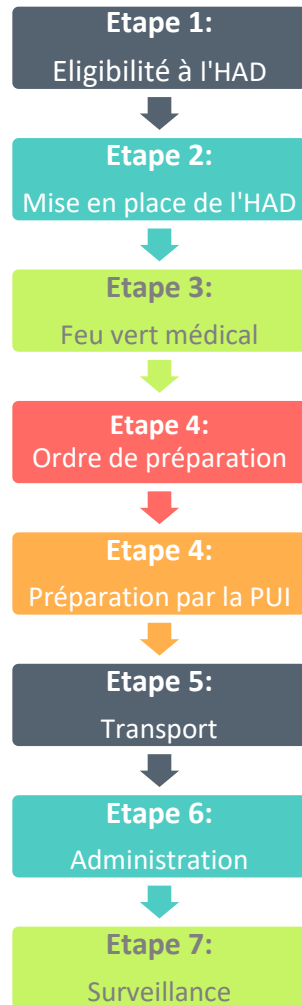 Etape 1:
Eligibilité à l'HAD
Etape 2:
Mise en place de l'HAD
Etape 3:
Feu vert médical
Etape 4:
Ordre de préparation
Etape 4:
Préparation par la PUI
Etape 5:
Transport
Etape 6:
Administration
Etape 7:
Surveillance